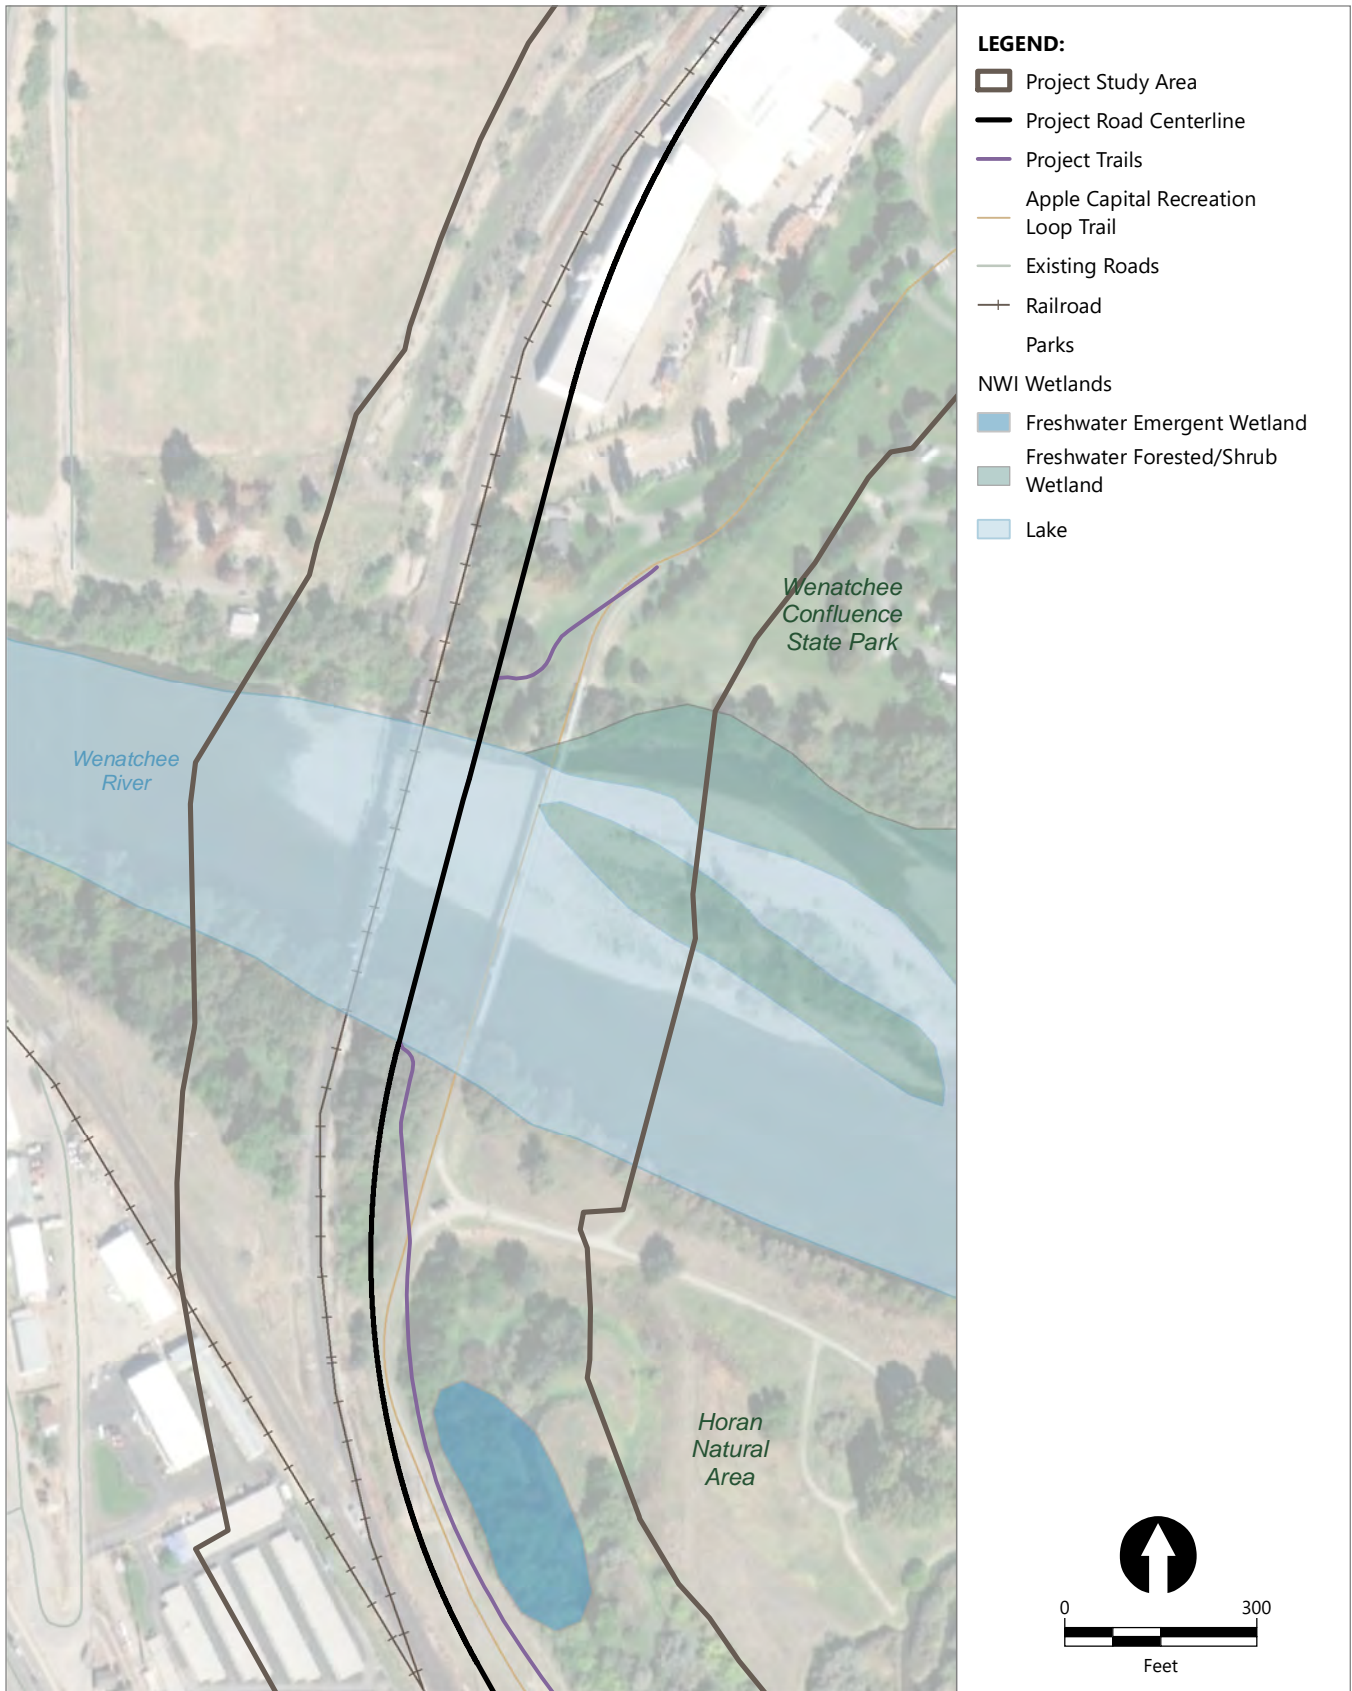 LEGEND:
Project Study Area
Project Road Centerline
Project Trails
Apple Capital Recreation
Loop Trail
Existing Roads
Railroad
Parks
NWI Wetlands
Freshwater Emergent Wetland
Freshwater Forested/Shrub
Wetland
Lake
Wenatchee
Confluence
State Park
Wenatchee
River
Horan
Natural
Area
0 300
Feet